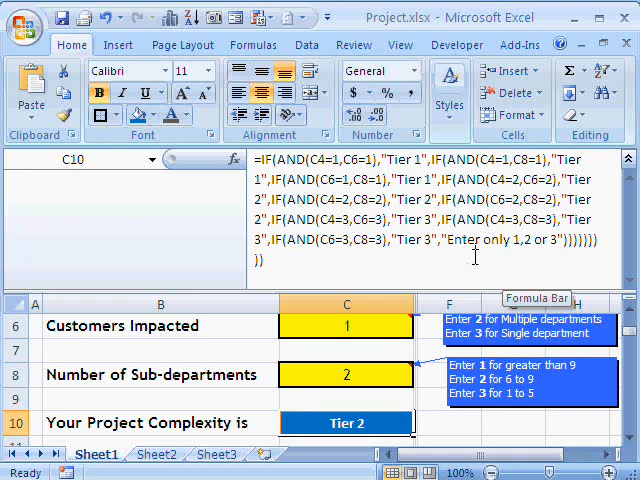 Project.xlsx - Microsoft Excel
Home Insert Page Layout Formulas Data Review View Developer Add-Ins
Paste
Clipboard
Calibri 11
B I U
A A
Font
Alignment
General
$ % ,
Number
Styles
Insert
Delete
Format
Cells
Σ
Editing
C10
fx
=IF(AND(C4=1,C6=1),"Tier 1",IF(AND(C4=1,C8=1),"Tier
1",IF(AND(C6=1,C8=1),"Tier 1",IF(AND(C4=2,C6=2),"Tier
2",IF(AND(C4=2,C8=2),"Tier 2",IF(AND(C6=2,C8=2),"Tier
2",IF(AND(C4=3,C6=3),"Tier 3",IF(AND(C4=3,C8=3),"Tier
3",IF(AND(C6=3,C8=3),"Tier 3","Enter only 1,2 or 3")))))))
))
Formula Bar
A B C F G H
6 Customers Impacted 1
Enter 2 for Multiple departments
Enter 3 for Single department
7
8 Number of Sub-departments 2
Enter 1 for greater than 9
Enter 2 for 6 to 9
Enter 3 for 1 to 5
9
10 Your Project Complexity is Tier 2
Sheet1 Sheet2 Sheet3
Ready
100%